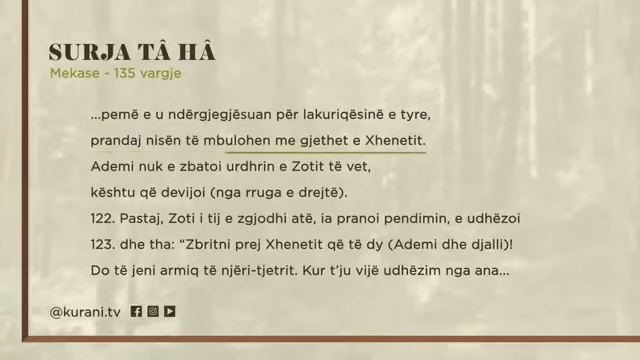 SURJA TÂ HÂ
Mekase - 135 vargje
...pemë e u ndërgjegjësuan për lakuriqësinë e tyre,
prandaj nisën të mbulohen me gjethet e Xhenetit.
Ademi nuk e zbatoi urdhrin e Zotit të vet,
kështu që devijoi (nga rruga e drejtë).
122. Pastaj, Zoti i tij e zgjodhi atë, ia pranoi pendimin, e udhëzoi
123. dhe tha: “Zbritni prej Xhenetit që të dy (Ademi dhe djalli)!
Do të jeni armiq të njëri-tjetrit. Kur t’ju vijë udhëzim nga ana...
@kurani.tv